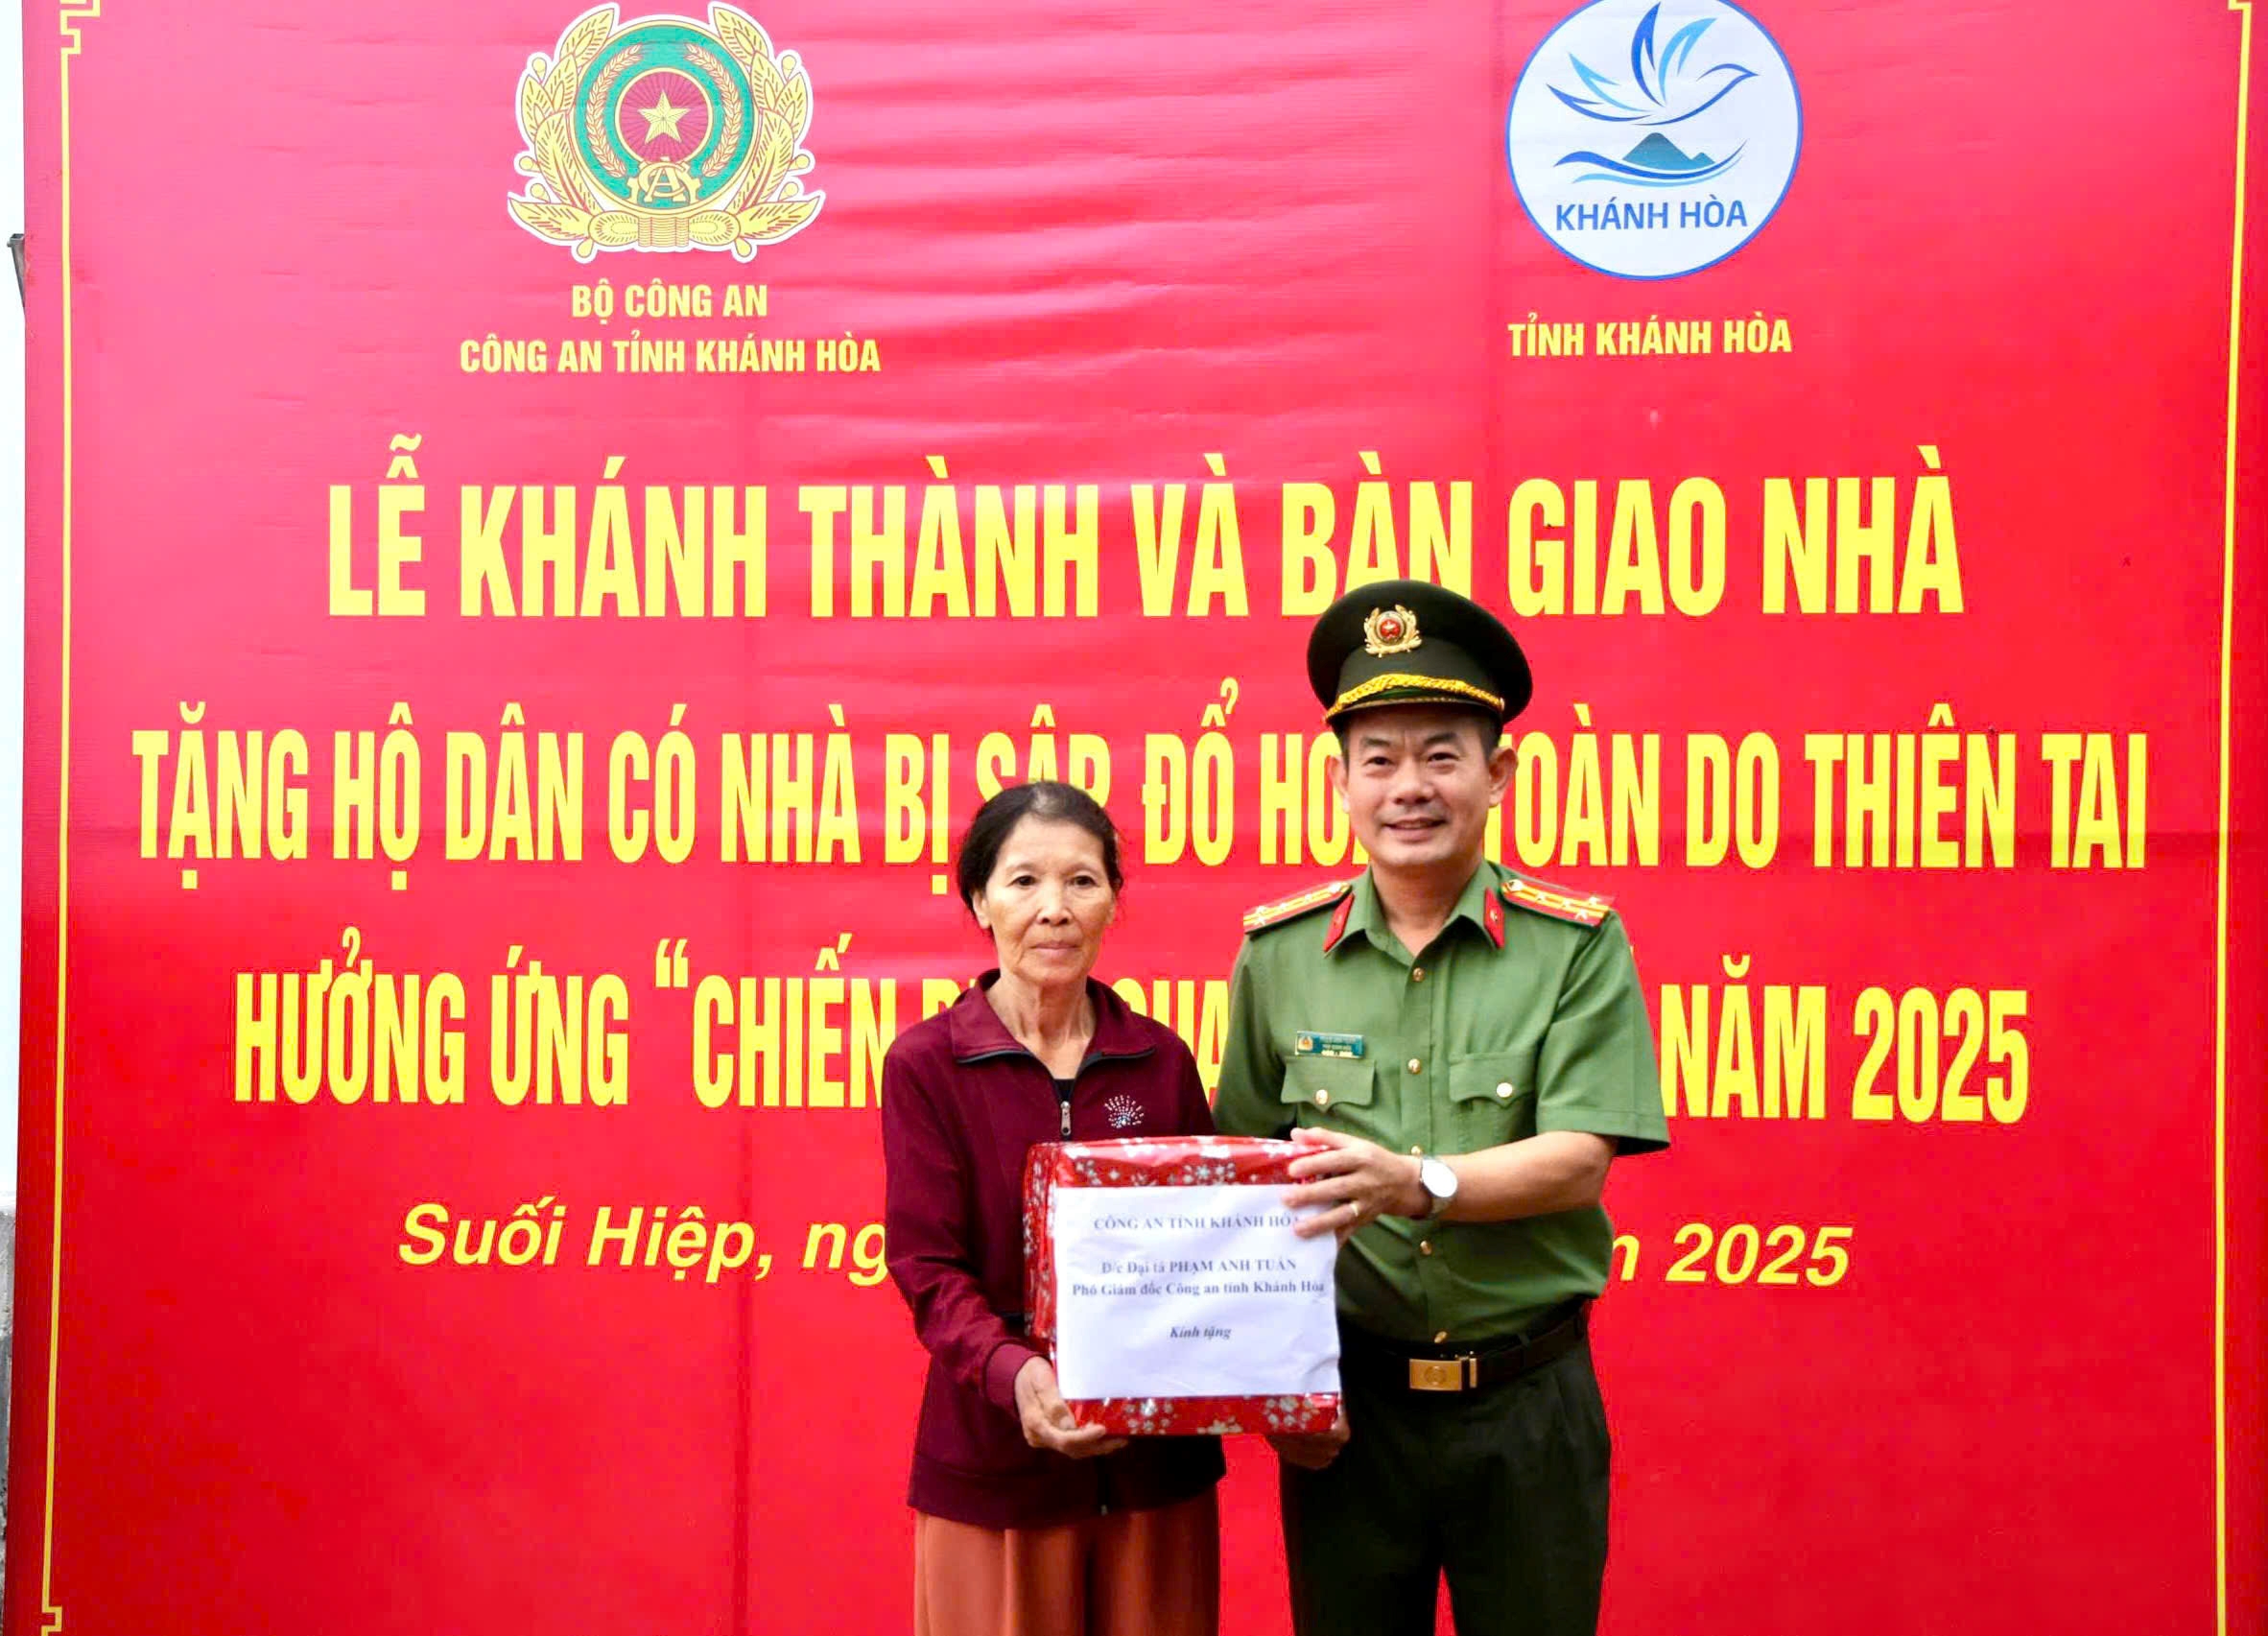 KHÁNH HÒA
BỘ CÔNG AN
CÔNG AN TỈNH KHÁNH HÒA
TỈNH KHÁNH HÒA
LỄ KHÁNH THÀNH VÀ BÀN GIAO NHÀ
TẶNG HỘ DÂN CÓ NHÀ BỊ SẬP ĐỔ TOÀN DO THIÊN TAI
HƯỞNG ỨNG "CHIẾN NĂM 2025
Suối Hiệp, 2025
CÔNG AN TỈNH KHÁNH HÒA
Đ/c Đại tá PHẠM ANH TUẤN
Phó Giám đốc Công an tỉnh Khánh Hòa
Kính tặng